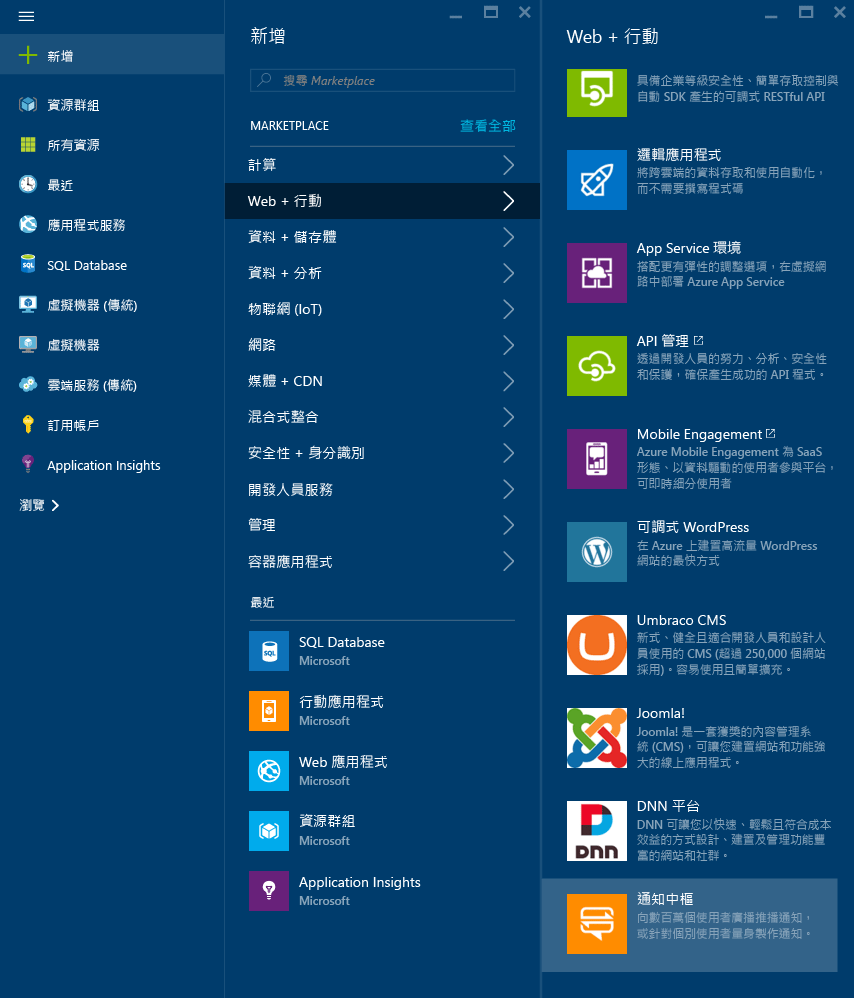 新增
資源群組
所有資源
最近
應用程式服務
SQL Database
虛擬機器 (傳統)
虛擬機器
雲端服務 (傳統)
訂用帳戶
Application Insights
瀏覽
新增
搜尋 Marketplace
MARKETPLACE
查看全部
計算
Web + 行動
資料 + 儲存體
資料 + 分析
物聯網 (IoT)
網路
媒體 + CDN
混合式整合
安全性 + 身分識別
開發人員服務
管理
容器應用程式
最近
SQL
SQL Database
Microsoft
行動應用程式
Microsoft
Web 應用程式
Microsoft
資源群組
Microsoft
Application Insights
Microsoft
Web + 行動
具備企業等級安全性、簡單存取控制與
自動 SDK 產生的可調式 RESTful API
邏輯應用程式
將跨雲端的資料存取和使用自動化，
而不需要撰寫程式碼
App Service 環境
搭配更有彈性的調整選項，在虛擬網
路中部署 Azure App Service
API 管理
透過開發人員的努力、分析、安全性
和保護，確保產生成功的 API 程式。
Mobile Engagement
Azure Mobile Engagement 為 SaaS
形態、以資料驅動的使用者參與平台，
可即時細分使用者
可調式 WordPress
在 Azure 上建置高流量 WordPress
網站的最快方式
Umbraco CMS
新式、健全且適合開發人員和設計人
員使用的 CMS (超過 250,000 個網站
採用)。容易使用且簡單擴充。
Joomla!
Joomla! 是一套獲獎的內容管理系
統 (CMS)，可讓您建置網站和功能強
大的線上應用程式。
DNN
DNN 平台
DNN 可讓您以快速、輕鬆且符合成本
效益的方式設計、建置及管理功能豐
富的網站和社群。
通知中樞
向數百萬個使用者廣播推播通知，
或針對個別使用者量身製作通知。